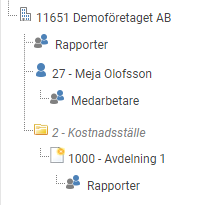 11651 Demoföretaget AB
Rapporter
27 - Meja Olofsson
Medarbetare
2 - Kostnadsställe
1000 - Avdelning 1
Rapporter